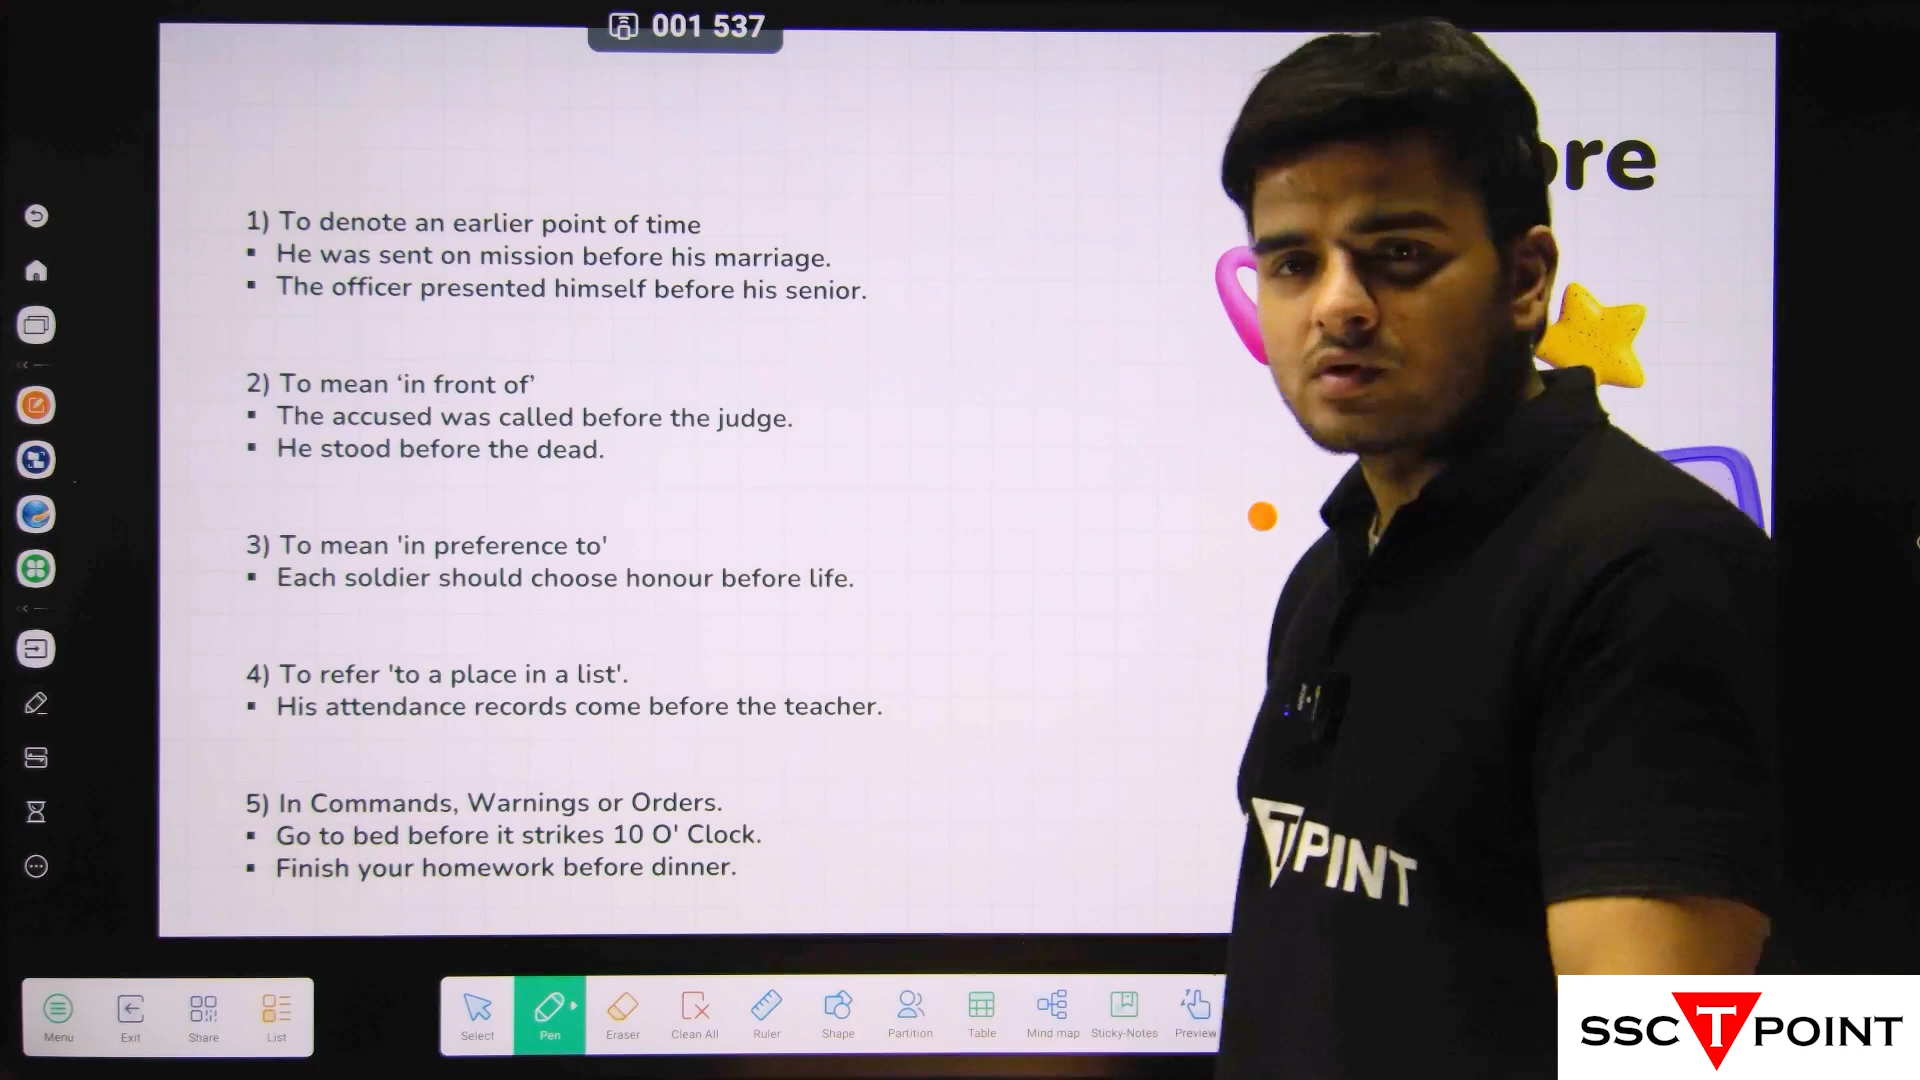 001 537
ore
1) To denote an earlier point of time
▪ He was sent on mission before his marriage.
▪ The officer presented himself before his senior.
2) To mean ‘in front of’
▪ The accused was called before the judge.
▪ He stood before the dead.
3) To mean 'in preference to'
▪ Each soldier should choose honour before life.
4) To refer 'to a place in a list'.
▪ His attendance records come before the teacher.
5) In Commands, Warnings or Orders.
▪ Go to bed before it strikes 10 O' Clock.
▪ Finish your homework before dinner.
TPINT
Menu Exit Share List
Select Pen Eraser Clean All Ruler Shape Partition Table Mind map Sticky-Notes Preview
SSC T POINT